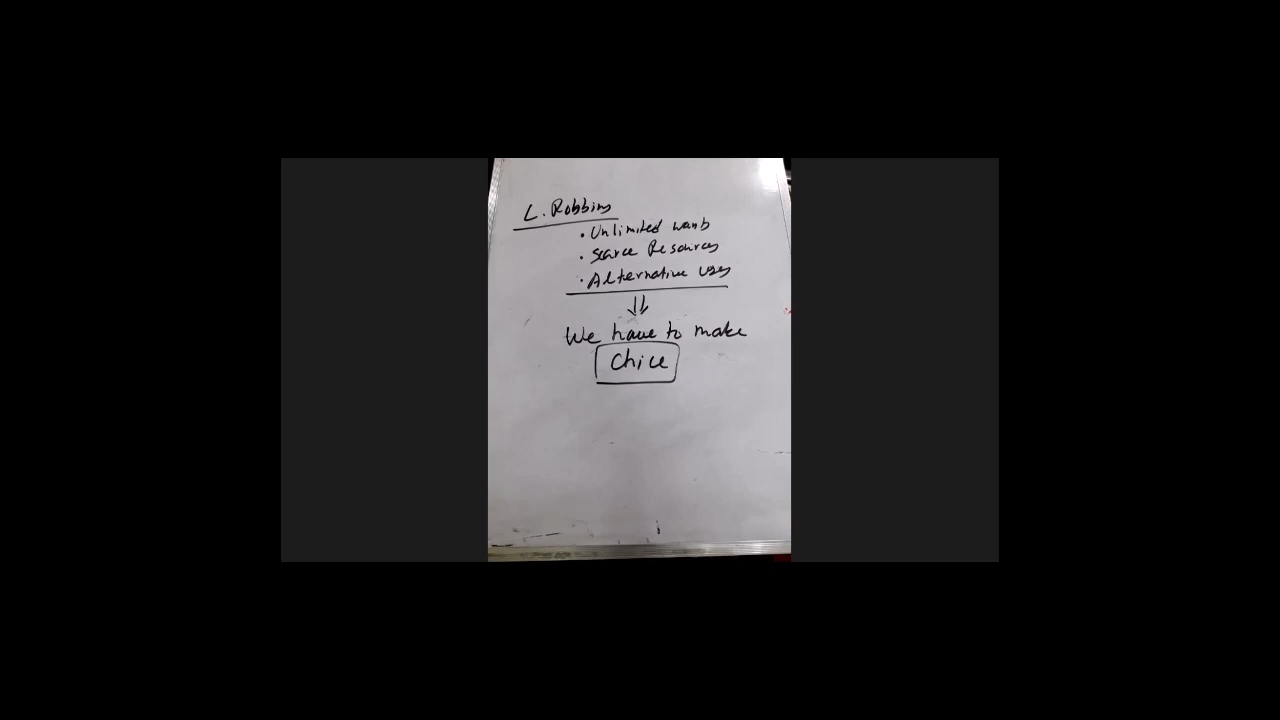 L. Robbins
• Unlimited wants
• Scarce Resources
• Alternative uses
⇓
We have to make
Chice